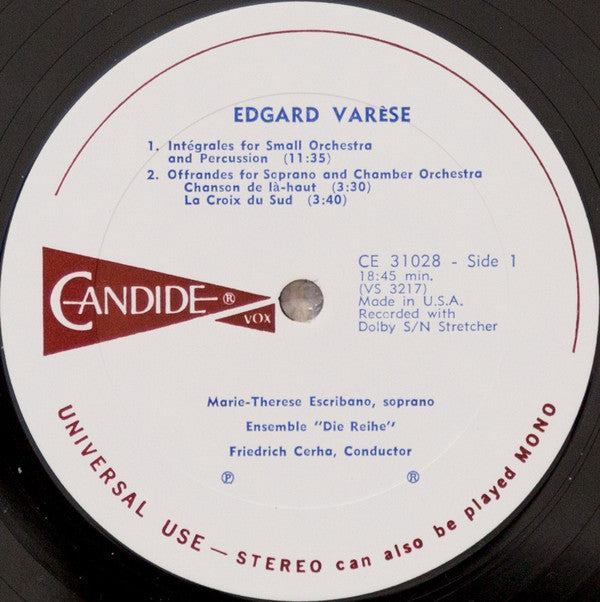 EDGARD VARÈSE
1. Intégrales for Small Orchestra
and Percussion (11:35)
2. Offrandes for Soprano and Chamber Orchestra
Chanson de là-haut (3:30)
La Croix du Sud (3:40)
CANDIDE ®
VOX
CE 31028 - Side 1
18:45 min.
(VS 3217)
Made in U.S.A.
Recorded with
Dolby S/N Stretcher
Marie-Therese Escribano, soprano
Ensemble "Die Reihe"
Friedrich Cerha, Conductor
℗ ®
UNIVERSAL USE — STEREO can also be played MONO